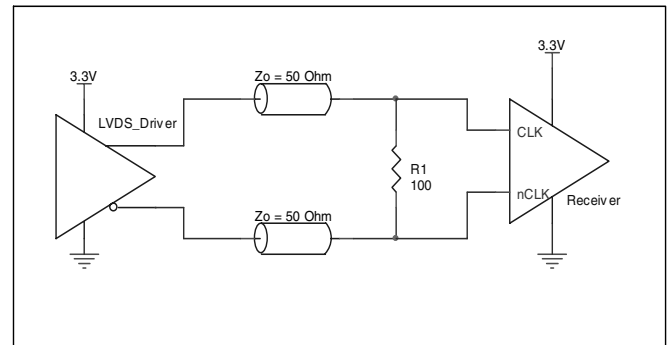 3.3V
3.3V
Zo = 50 Ohm
LVDS_Driver
CLK
R1
100
nCLK
Receiver
Zo = 50 Ohm